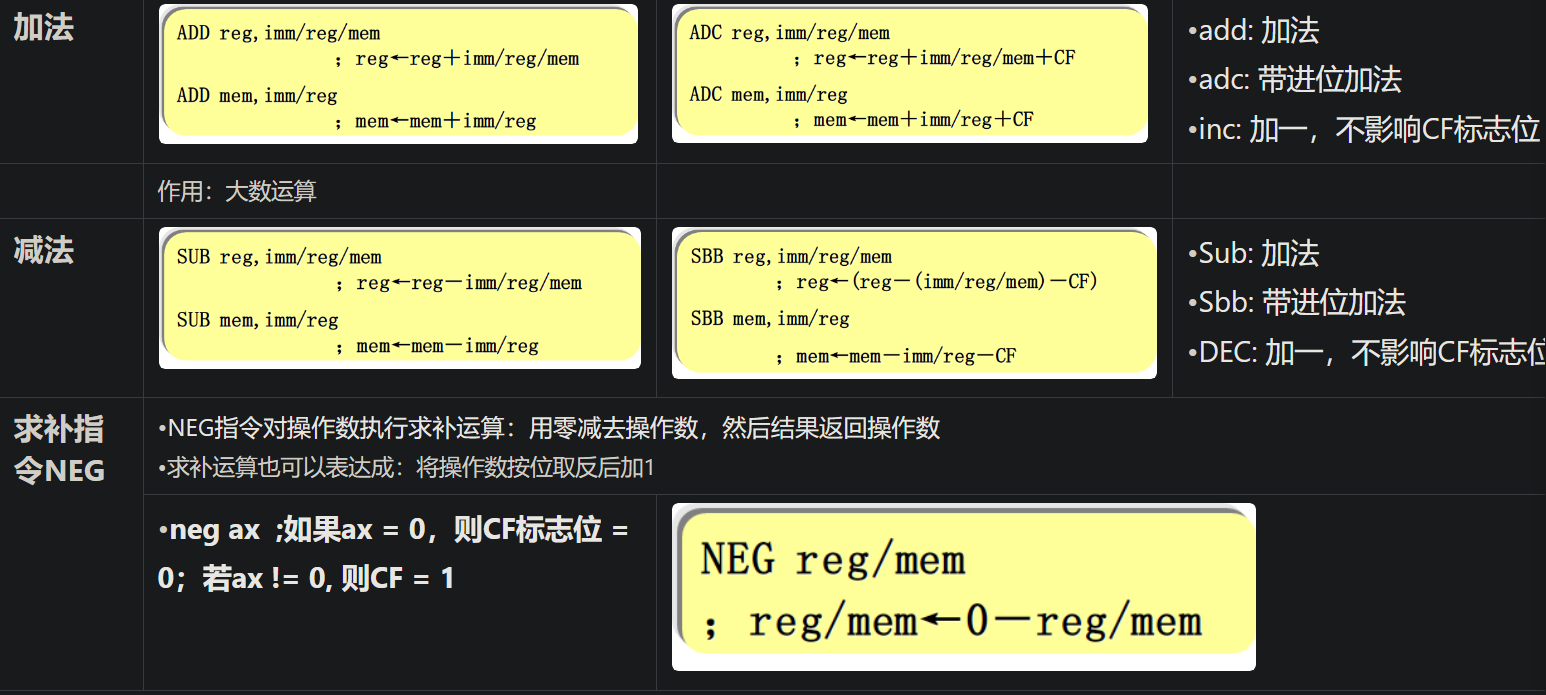 加法
ADD reg,imm/reg/mem
；reg←reg＋imm/reg/mem
ADD mem,imm/reg
；mem←mem＋imm/reg
ADC reg,imm/reg/mem
；reg←reg＋imm/reg/mem＋CF
ADC mem,imm/reg
；mem←mem＋imm/reg＋CF
•add: 加法
•adc: 带进位加法
•inc: 加一，不影响CF标志位
作用：大数运算
减法
SUB reg,imm/reg/mem
；reg←reg－imm/reg/mem
SUB mem,imm/reg
；mem←mem－imm/reg
SBB reg,imm/reg/mem
；reg←(reg－(imm/reg/mem)－CF)
SBB mem,imm/reg
；mem←mem－imm/reg－CF
•Sub: 加法
•Sbb: 带进位加法
•DEC: 加一，不影响CF标志位
求补指
令NEG
•NEG指令对操作数执行求补运算：用零减去操作数，然后结果返回操作数
•求补运算也可以表达成：将操作数按位取反后加1
•neg ax  ;如果ax = 0，则CF标志位 =
0；若ax != 0, 则CF = 1
NEG reg/mem
；reg/mem←0－reg/mem